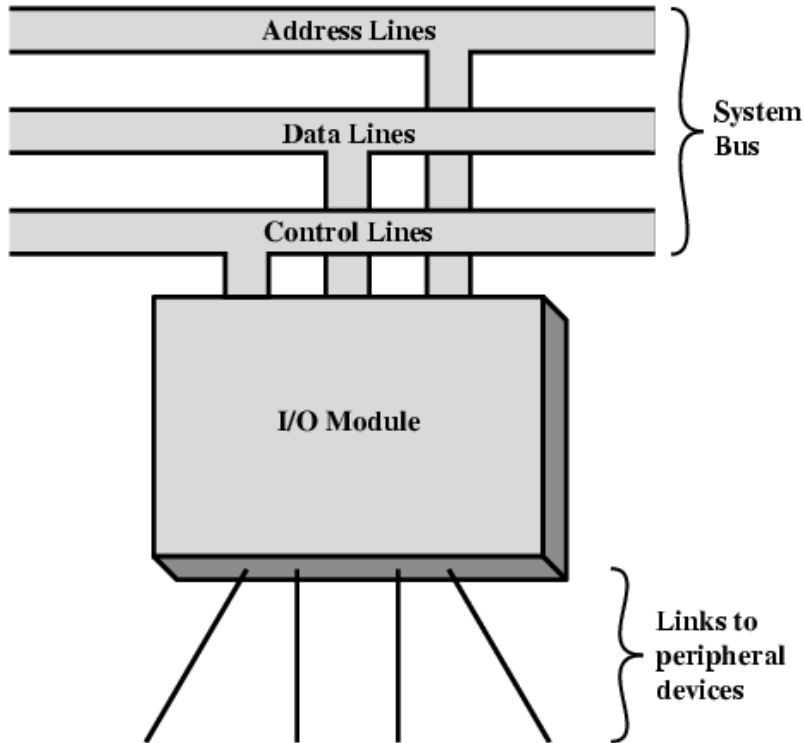 Address Lines
Data Lines
System
Bus
Control Lines
I/O Module
Links to
peripheral
devices